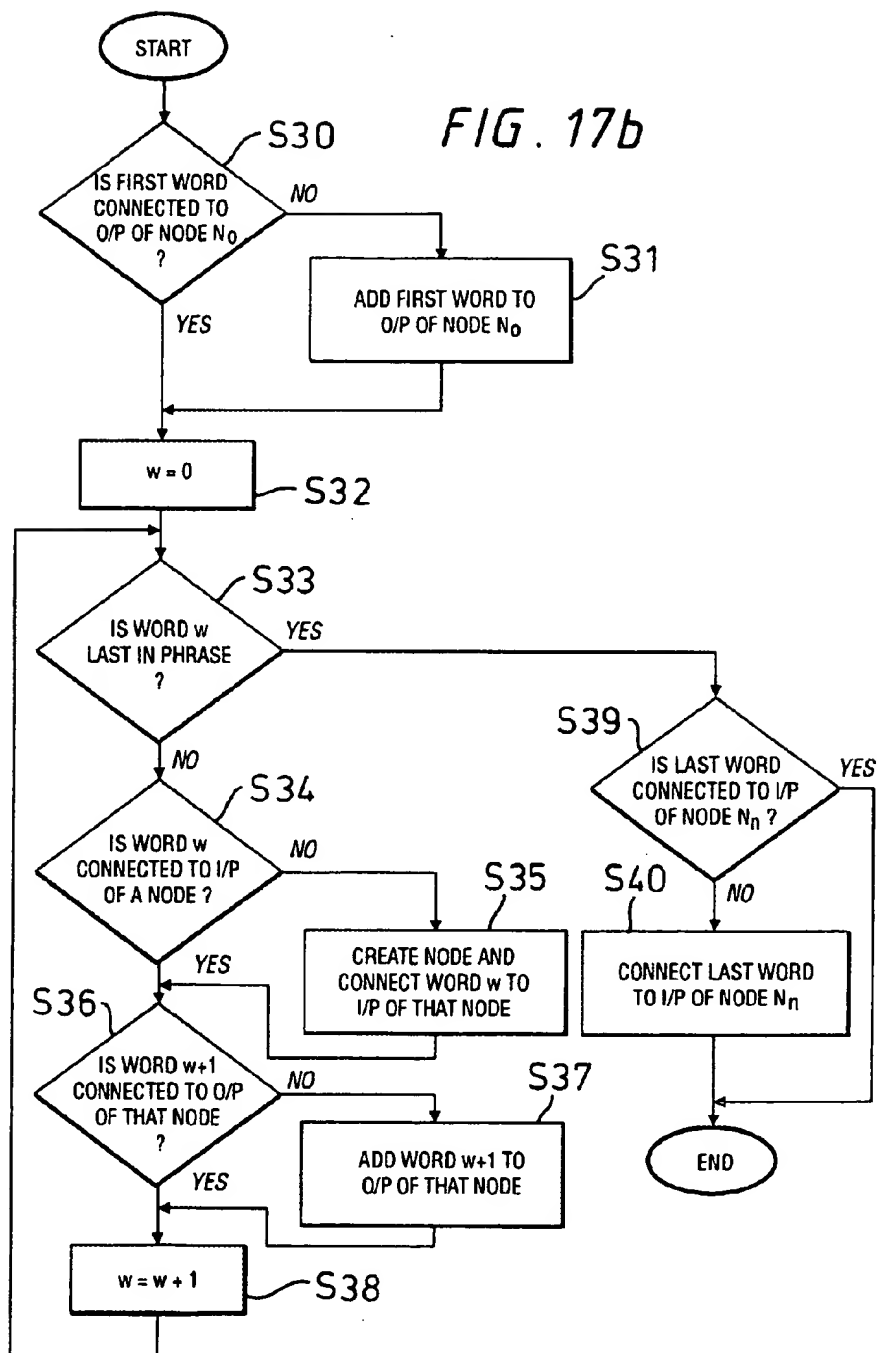 START
FIG. 17b
S30
IS FIRST WORD
CONNECTED TO
O/P OF NODE N₀
?
NO
YES
S31
ADD FIRST WORD TO
O/P OF NODE N₀
w = 0
S32
S33
IS WORD w
LAST IN PHRASE
?
YES
NO
S34
IS WORD w
CONNECTED TO I/P
OF A NODE ?
NO
YES
S35
CREATE NODE AND
CONNECT WORD w TO
I/P OF THAT NODE
S36
IS WORD w+1
CONNECTED TO O/P
OF THAT NODE
?
NO
YES
S37
ADD WORD w+1 TO
O/P OF THAT NODE
w = w + 1
S38
S39
IS LAST WORD
CONNECTED TO I/P
OF NODE Nₙ ?
YES
NO
S40
CONNECT LAST WORD
TO I/P OF NODE Nₙ
END